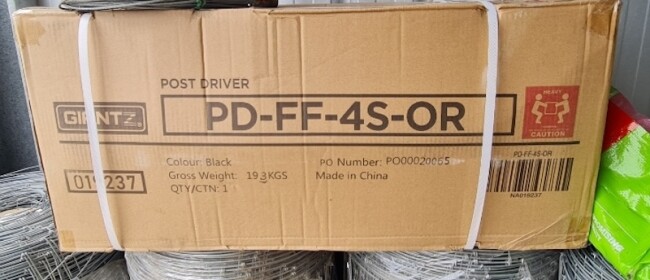 POST DRIVER
GIANTZ
PD-FF-4S-OR
HEAVY
CAUTION
Colour: Black
PO Number: PO00020065
PD-FF-4S-OR
Gross Weight: 19.3KGS
Made in China
QTY/CTN: 1